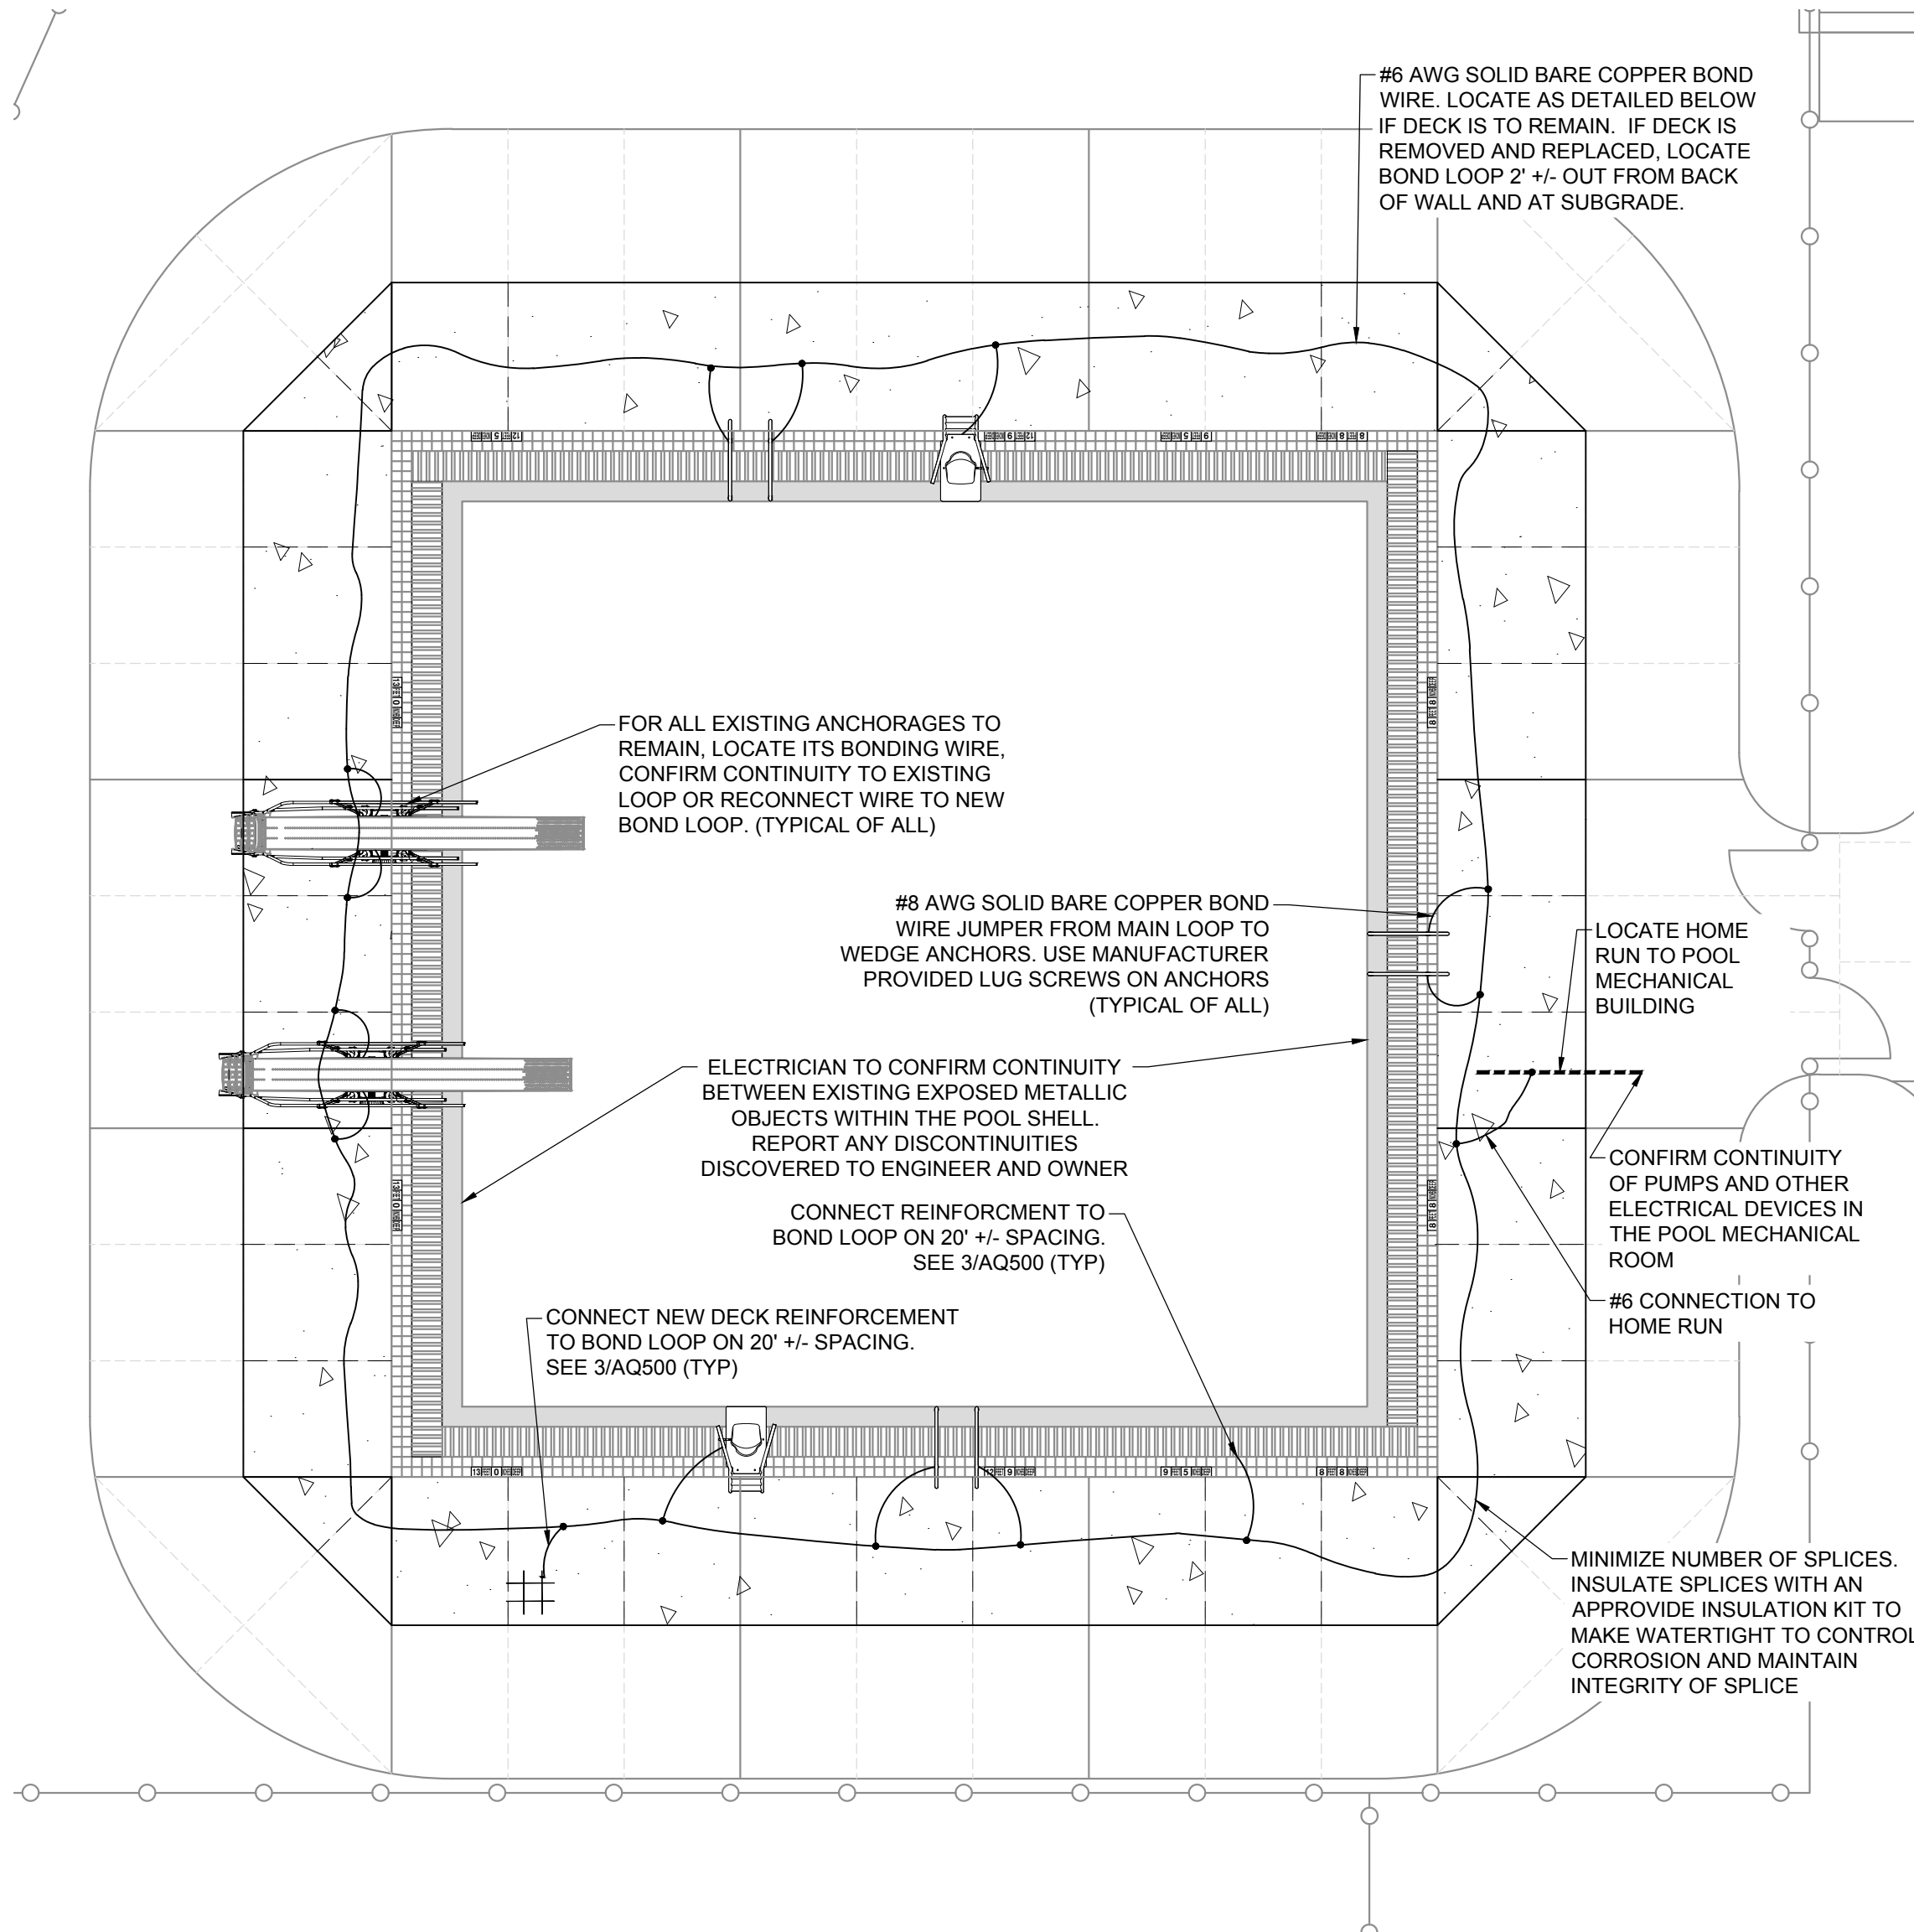 #6 AWG SOLID BARE COPPER BOND
WIRE. LOCATE AS DETAILED BELOW
IF DECK IS TO REMAIN. IF DECK IS
REMOVED AND REPLACED, LOCATE
BOND LOOP 2' +/- OUT FROM BACK
OF WALL AND AT SUBGRADE.
FOR ALL EXISTING ANCHORAGES TO
REMAIN, LOCATE ITS BONDING WIRE,
CONFIRM CONTINUITY TO EXISTING
LOOP OR RECONNECT WIRE TO NEW
BOND LOOP. (TYPICAL OF ALL)
#8 AWG SOLID BARE COPPER BOND
WIRE JUMPER FROM MAIN LOOP TO
WEDGE ANCHORS. USE MANUFACTURER
PROVIDED LUG SCREWS ON ANCHORS
(TYPICAL OF ALL)
LOCATE HOME
RUN TO POOL
MECHANICAL
BUILDING
ELECTRICIAN TO CONFIRM CONTINUITY
BETWEEN EXISTING EXPOSED METALLIC
OBJECTS WITHIN THE POOL SHELL.
REPORT ANY DISCONTINUITIES
DISCOVERED TO ENGINEER AND OWNER
CONFIRM CONTINUITY
OF PUMPS AND OTHER
ELECTRICAL DEVICES IN
THE POOL MECHANICAL
ROOM
CONNECT REINFORCMENT TO
BOND LOOP ON 20' +/- SPACING.
SEE 3/AQ500 (TYP)
#6 CONNECTION TO
HOME RUN
CONNECT NEW DECK REINFORCEMENT
TO BOND LOOP ON 20' +/- SPACING.
SEE 3/AQ500 (TYP)
MINIMIZE NUMBER OF SPLICES.
INSULATE SPLICES WITH AN
APPROVIDE INSULATION KIT TO
MAKE WATERTIGHT TO CONTROL
CORROSION AND MAINTAIN
INTEGRITY OF SPLICE